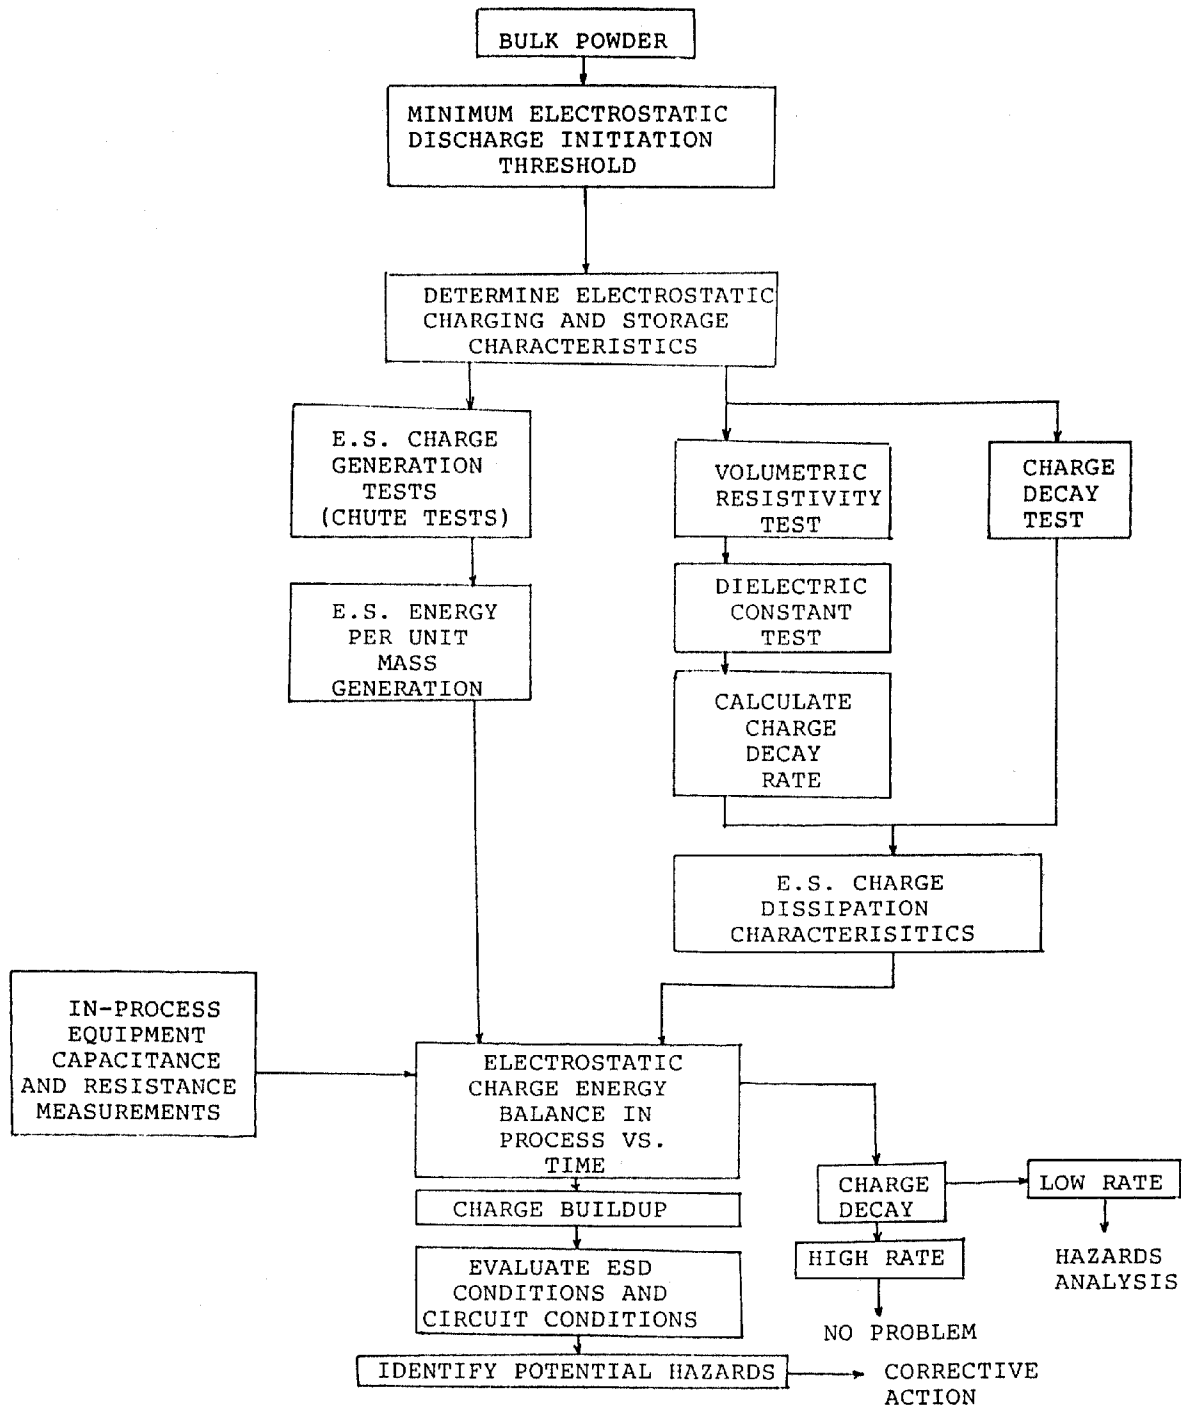 BULK POWDER
MINIMUM ELECTROSTATIC
DISCHARGE INITIATION
THRESHOLD
DETERMINE ELECTROSTATIC
CHARGING AND STORAGE
CHARACTERISTICS
E.S. CHARGE
GENERATION
TESTS
(CHUTE TESTS)
E.S. ENERGY
PER UNIT
MASS
GENERATION
VOLUMETRIC
RESISTIVITY
TEST
DIELECTRIC
CONSTANT
TEST
CALCULATE
CHARGE
DECAY
RATE
CHARGE
DECAY
TEST
E.S. CHARGE
DISSIPATION
CHARACTERISITICS
IN-PROCESS
EQUIPMENT
CAPACITANCE
AND RESISTANCE
MEASUREMENTS
ELECTROSTATIC
CHARGE ENERGY
BALANCE IN
PROCESS VS.
TIME
CHARGE BUILDUP
EVALUATE ESD
CONDITIONS AND
CIRCUIT CONDITIONS
IDENTIFY POTENTIAL HAZARDS
CORRECTIVE
ACTION
CHARGE
DECAY
HIGH RATE
NO PROBLEM
LOW RATE
HAZARDS
ANALYSIS